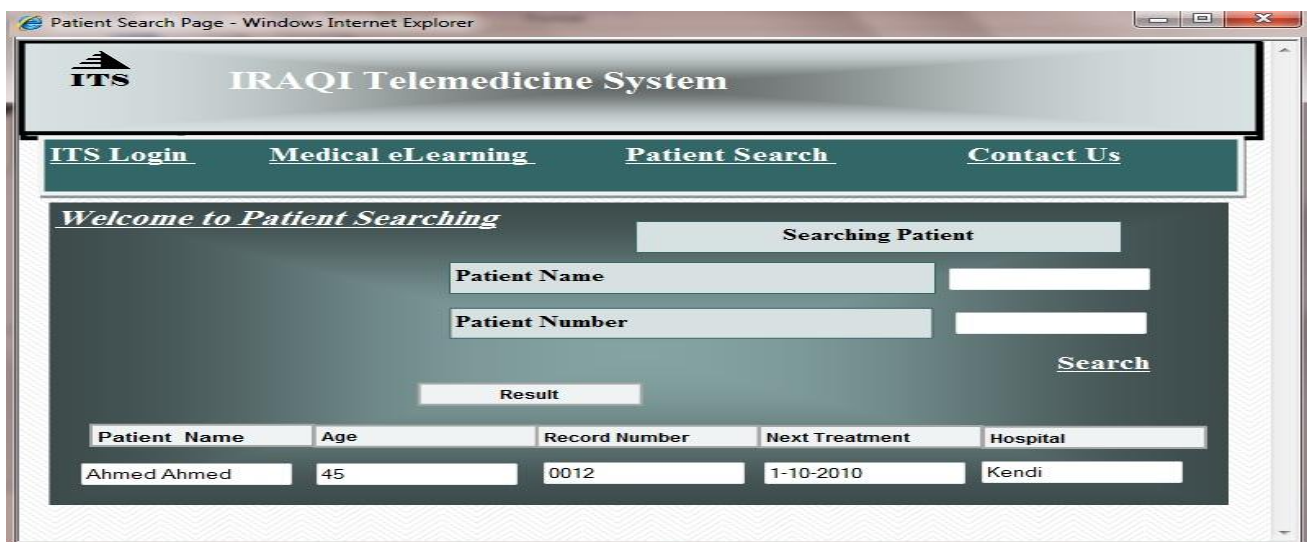 Patient Search Page - Windows Internet Explorer
ITS
IRAQI Telemedicine System
ITS Login Medical eLearning Patient Search Contact Us
Welcome to Patient Searching
Searching Patient
Patient Name
Patient Number
Search
Result
Patient Name Age Record Number Next Treatment Hospital
Ahmed Ahmed 45 0012 1-10-2010 Kendi